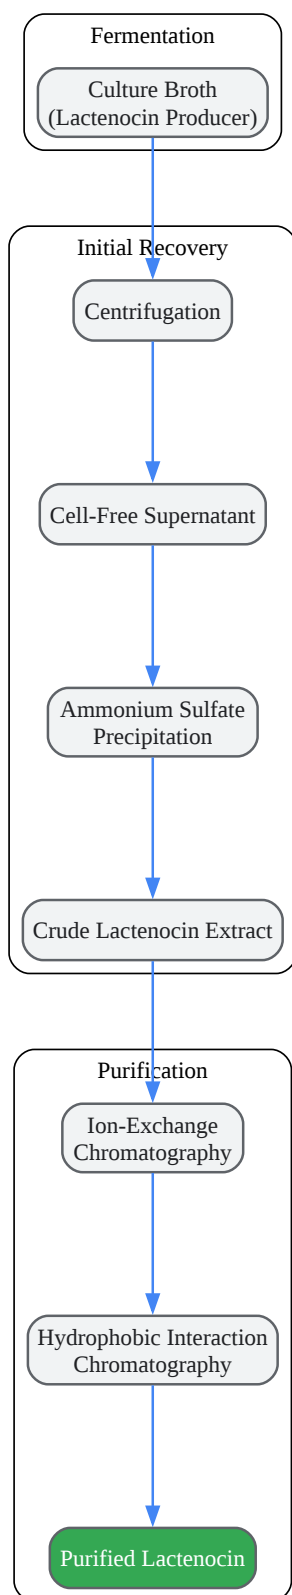 Fermentation
Culture Broth
(Lactenocin Producer)
Initial Recovery
Centrifugation
Cell-Free Supernatant
Ammonium Sulfate
Precipitation
Crude Lactenocin Extract
Purification
Ion-Exchange
Chromatography
Hydrophobic Interaction
Chromatography
Purified Lactenocin